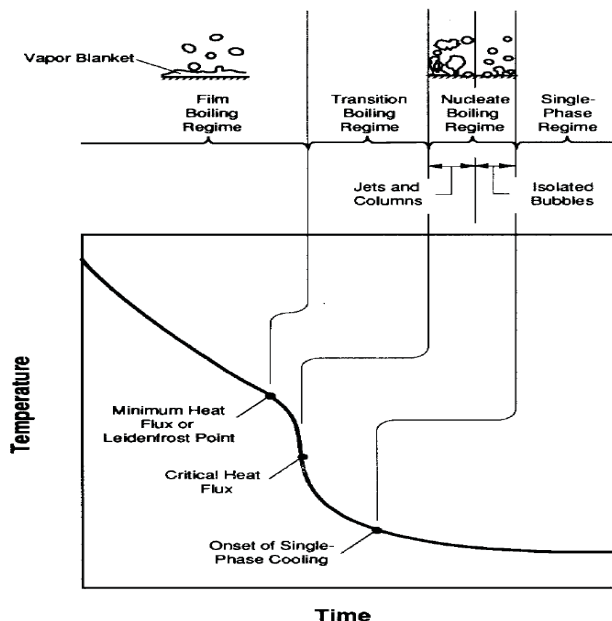 Vapor Blanket
Film
Boiling
Regime
Transition
Boiling
Regime
Nucleate
Boiling
Regime
Single-
Phase
Regime
Jets and
Columns
Isolated
Bubbles
Temperature
Minimum Heat
Flux or
Leidenfrost Point
Critical Heat
Flux
Onset of Single-
Phase Cooling
Time